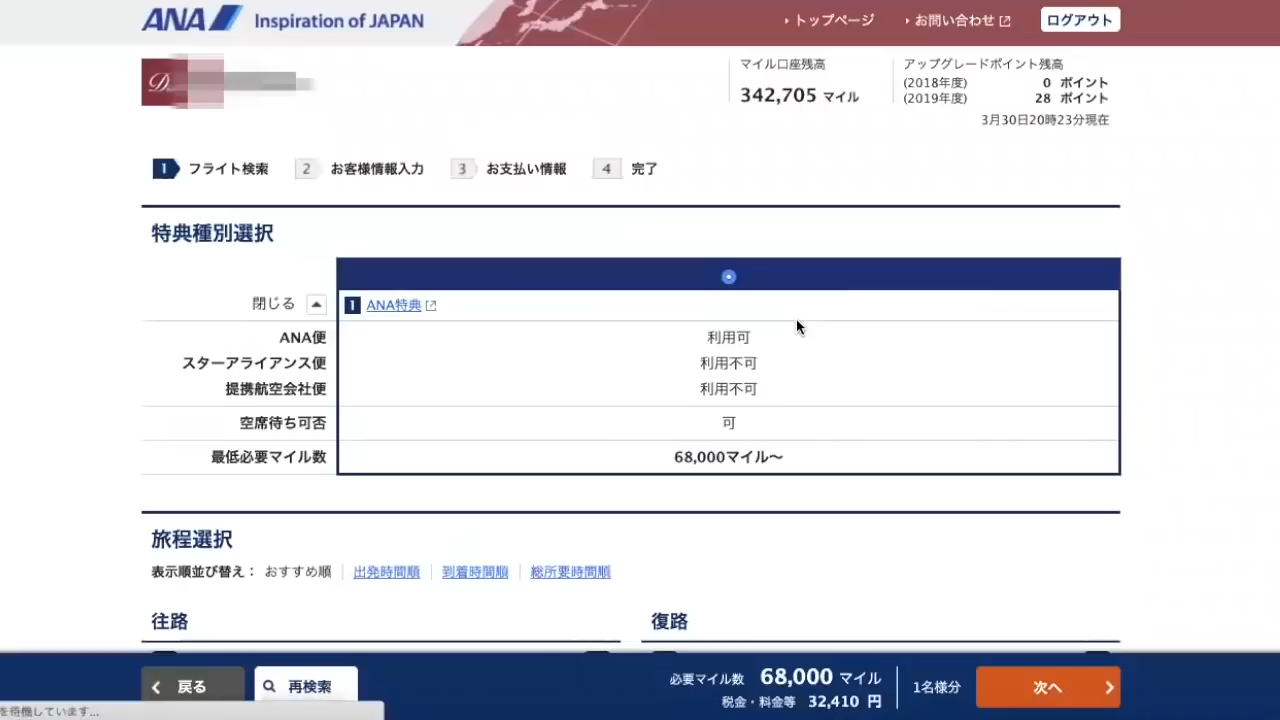 ANA Inspiration of JAPAN
トップページ
お問い合わせ
ログアウト
D
マイル口座残高
342,705 マイル
アップグレードポイント残高
(2018年度) 0 ポイント
(2019年度) 28 ポイント
3月30日20時23分現在
1 フライト検索
2 お客様情報入力
3 お支払い情報
4 完了
特典種別選択
閉じる
1 ANA特典
ANA便 利用可
スターアライアンス便 利用不可
提携航空会社便 利用不可
空席待ち可否 可
最低必要マイル数 68,000マイル〜
旅程選択
表示順並び替え： おすすめ順 出発時間順 到着時間順 総所要時間順
往路
復路
戻る
再検索
必要マイル数 68,000 マイル
税金・料金等 32,410 円
1名様分
次へ
を待機しています...